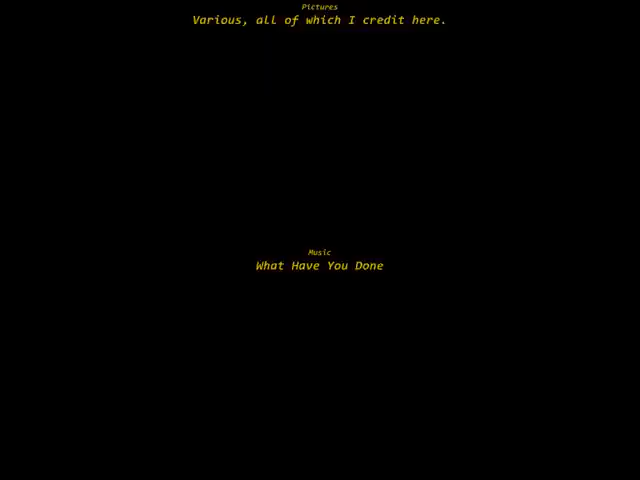 Pictures
Various, all of which I credit here.
Music
What Have You Done